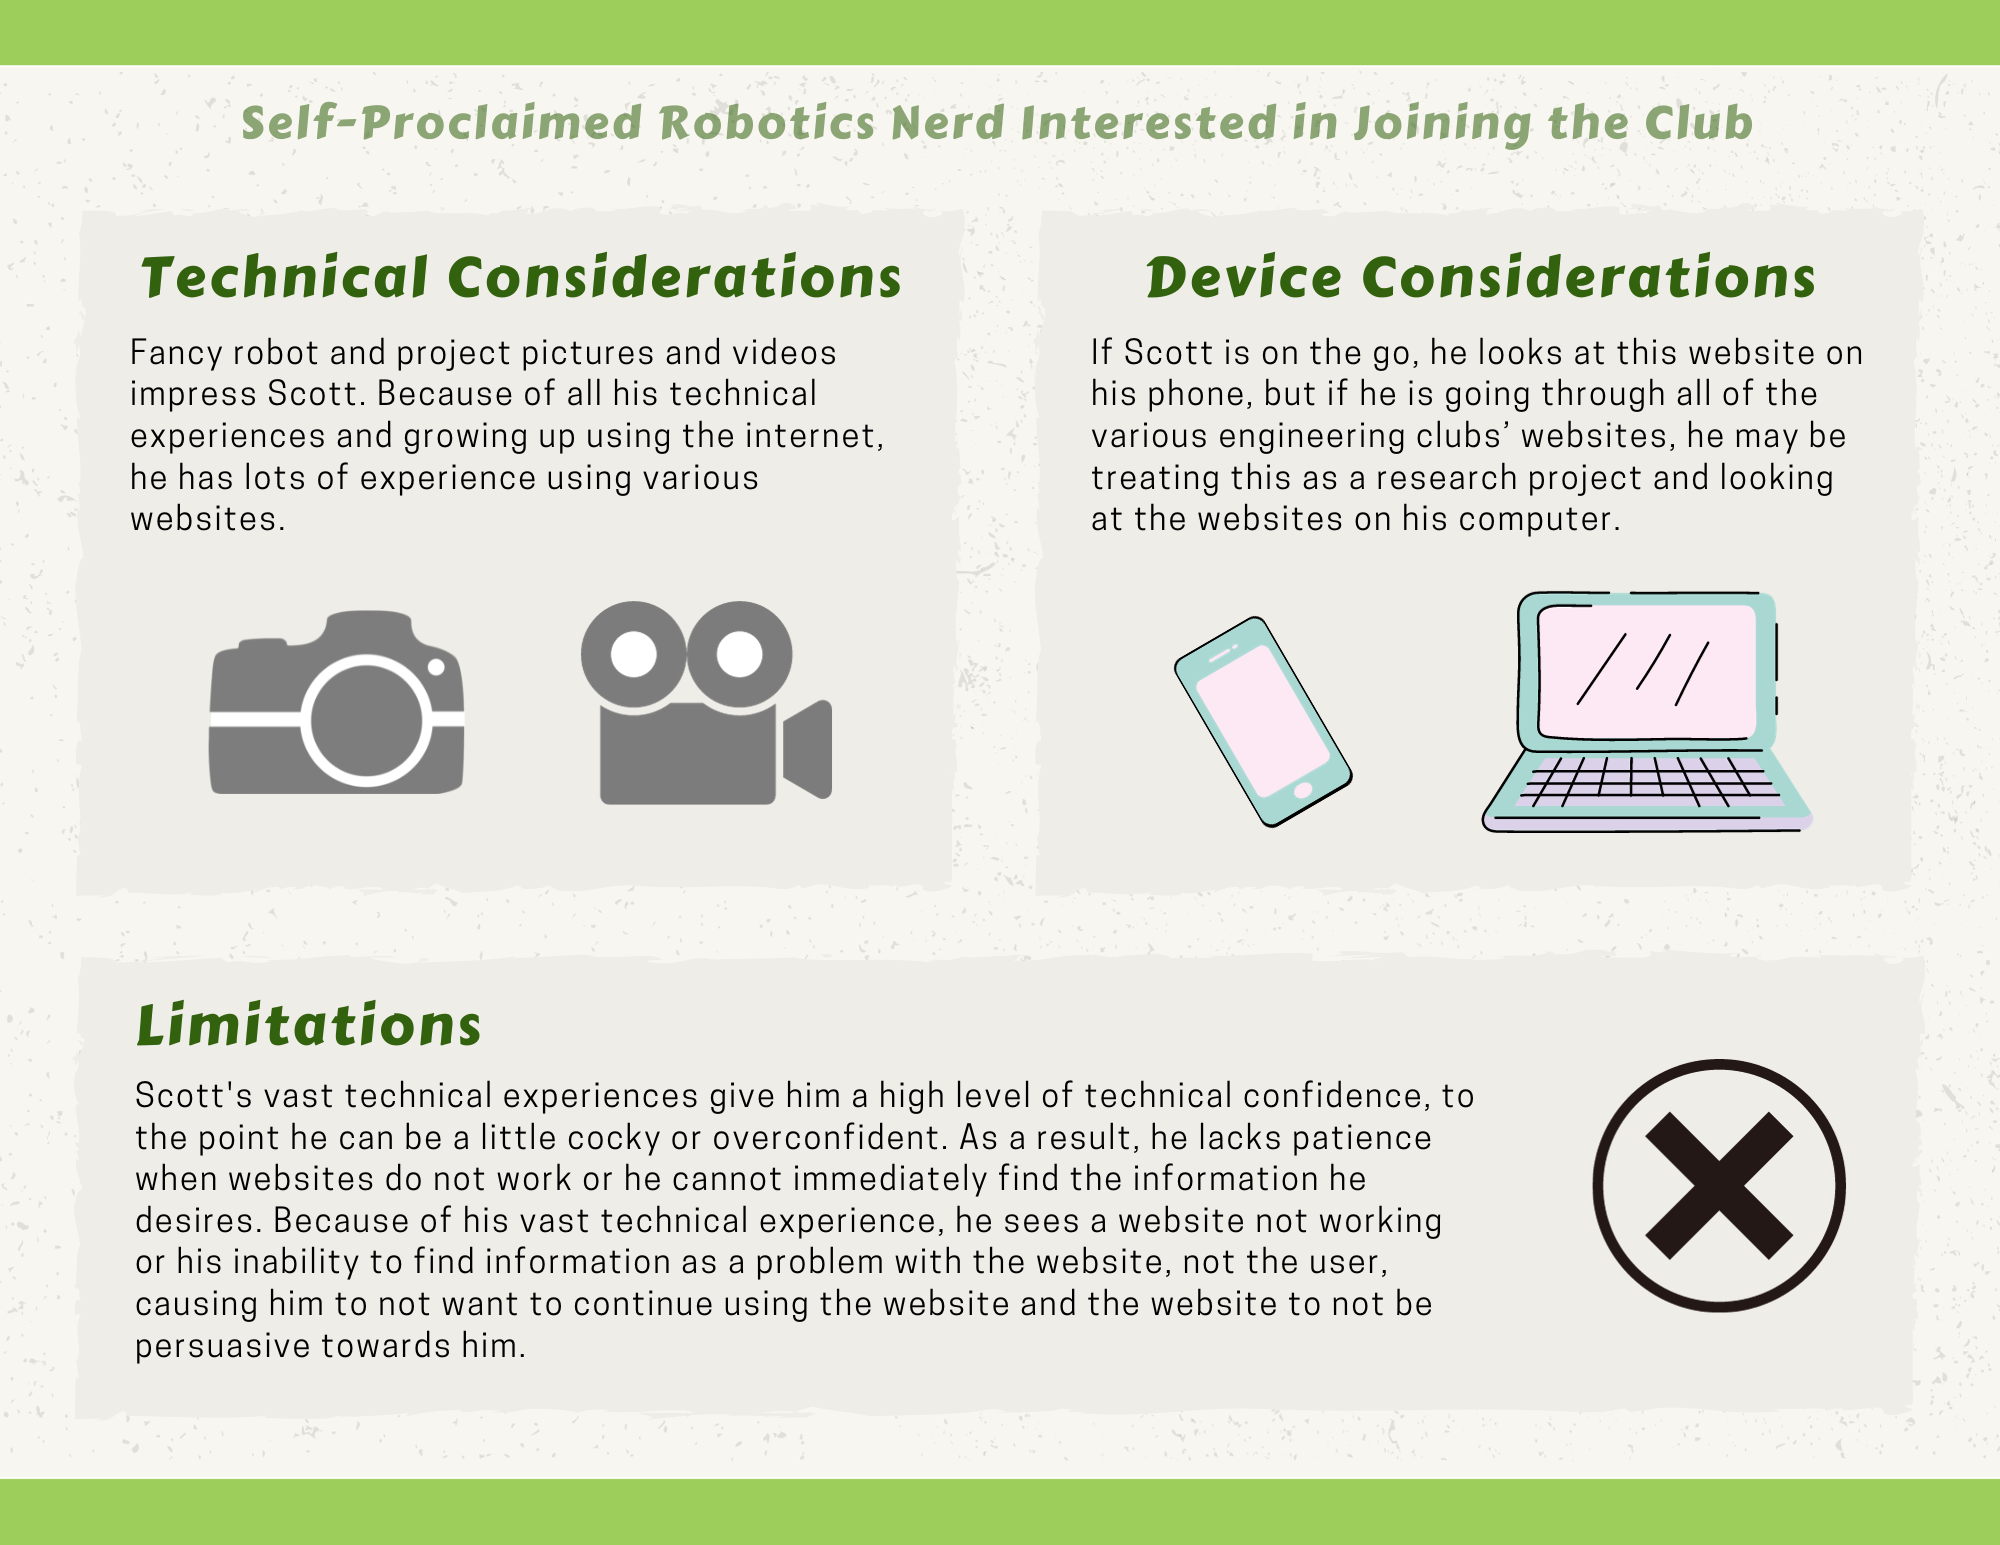 Self-Proclaimed Robotics Nerd Interested in Joining the Club
Technical Considerations
Fancy robot and project pictures and videos
impress Scott. Because of all his technical
experiences and growing up using the internet,
he has lots of experience using various
websites.
Device Considerations
If Scott is on the go, he looks at this website on
his phone, but if he is going through all of the
various engineering clubs’ websites, he may be
treating this as a research project and looking
at the websites on his computer.
Limitations
Scott's vast technical experiences give him a high level of technical confidence, to
the point he can be a little cocky or overconfident. As a result, he lacks patience
when websites do not work or he cannot immediately find the information he
desires. Because of his vast technical experience, he sees a website not working
or his inability to find information as a problem with the website, not the user,
causing him to not want to continue using the website and the website to not be
persuasive towards him.